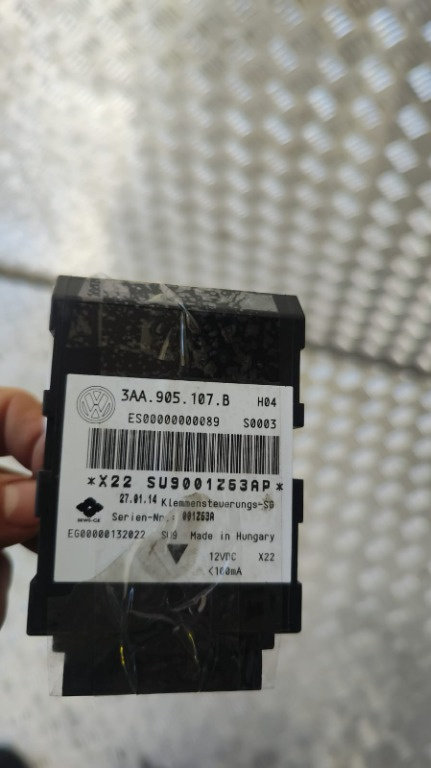 3AA.905.107.B H04
ES00000000089 S0003
*X22 SU9001Z63AP*
27.01.14 Klemmensteuerungs-SG
Serien-Nr.: 001Z63A
EG00000132022 SU9 Made in Hungary
12VDC X22
<100mA